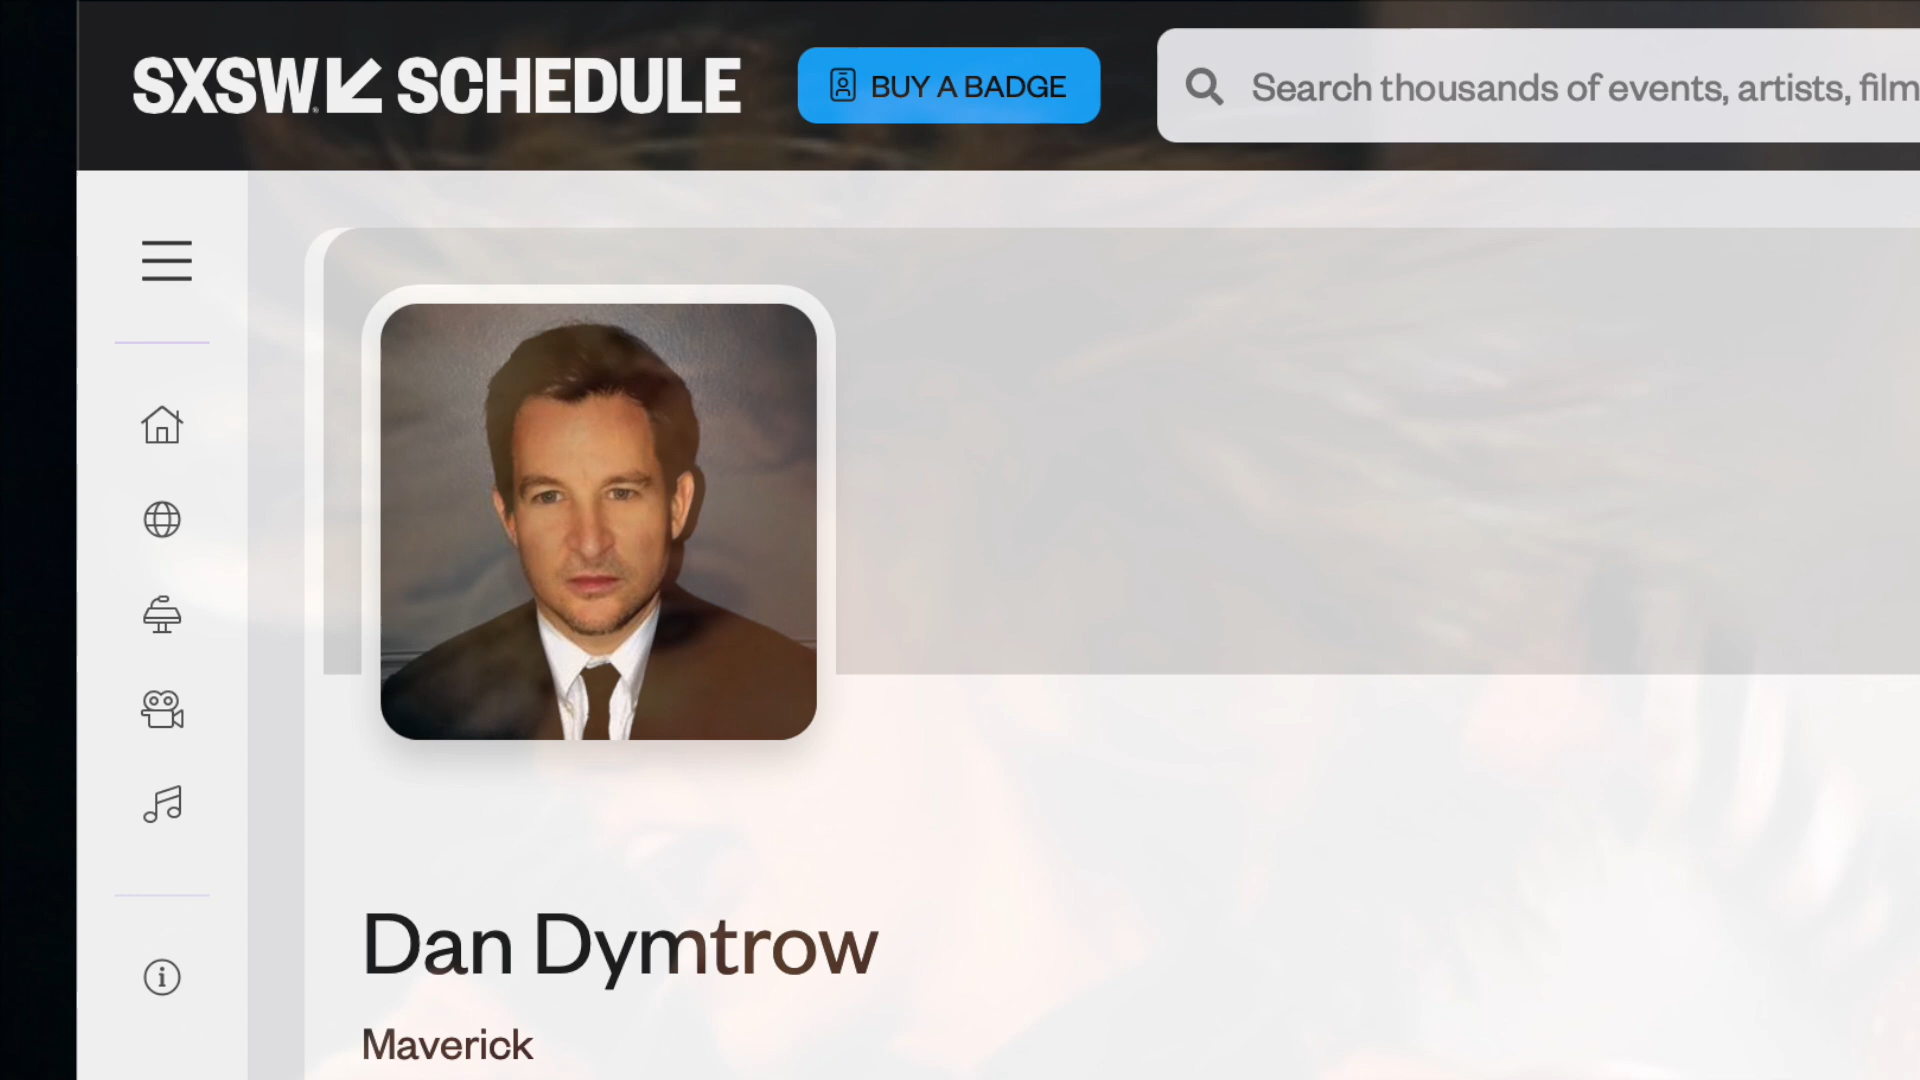 SXSW SCHEDULE
BUY A BADGE
Search thousands of events, artists, film
Dan Dymtrow
Maverick